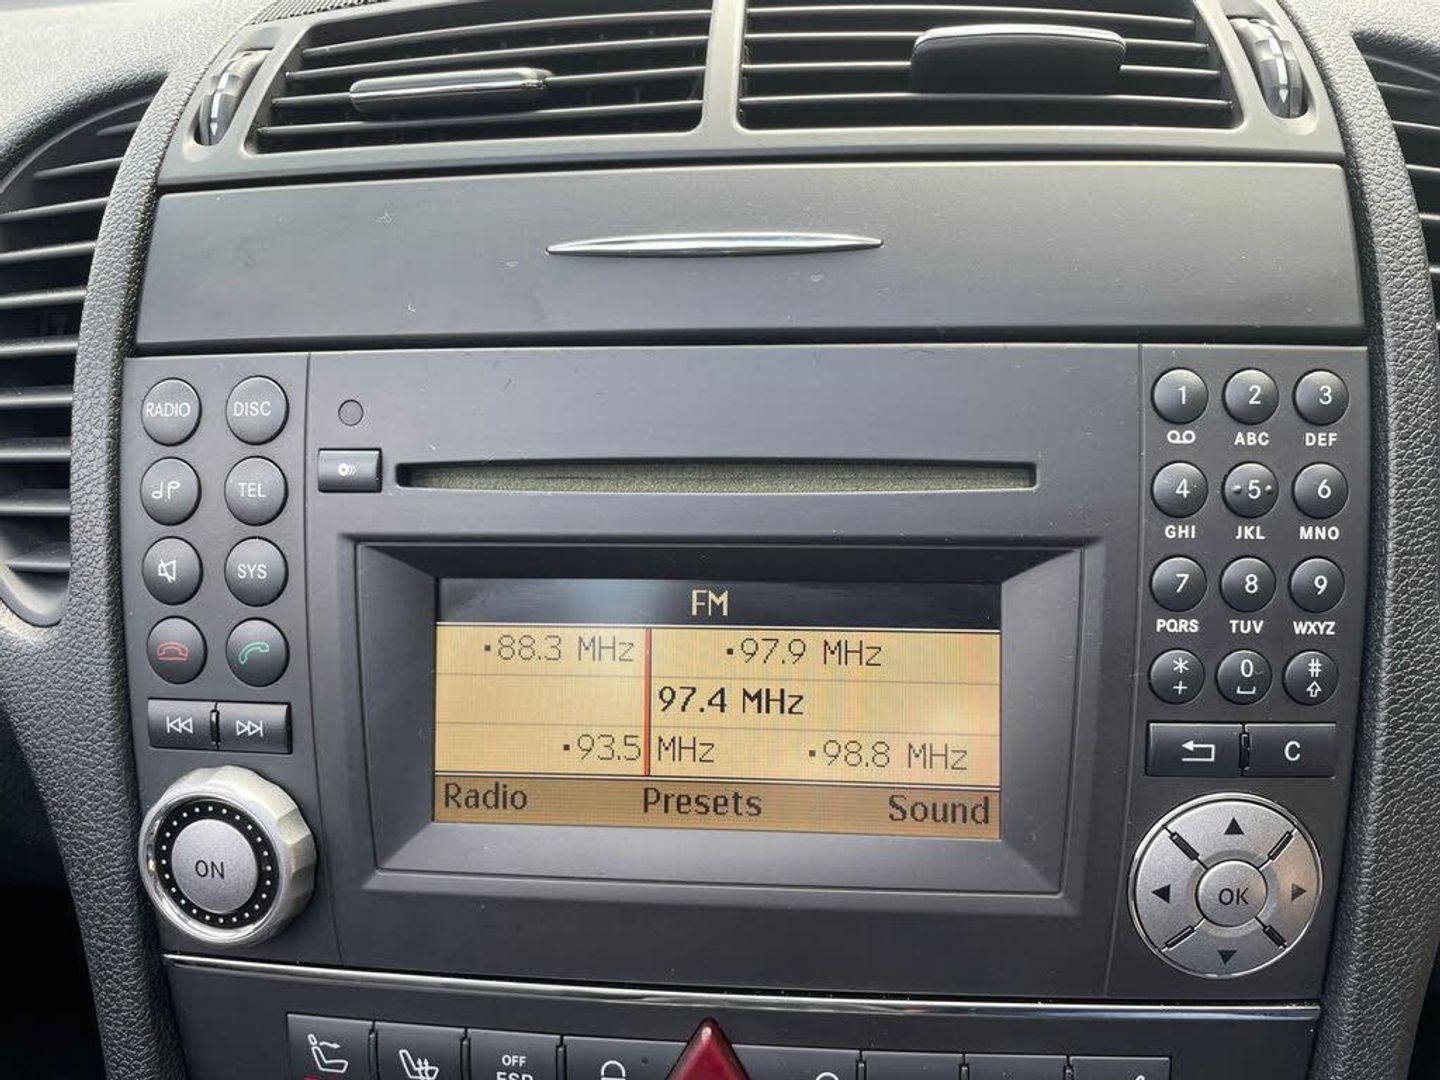 RADIO DISC
TEL
SYS
ON
FM
88.3 MHz 97.9 MHz
97.4 MHz
93.5 MHz 98.8 MHz
Radio Presets Sound
1 2 3
ABC DEF
4 5 6
GHI JKL MNO
7 8 9
PQRS TUV WXYZ
* 0 #
+
C
OK
OFF
ESP